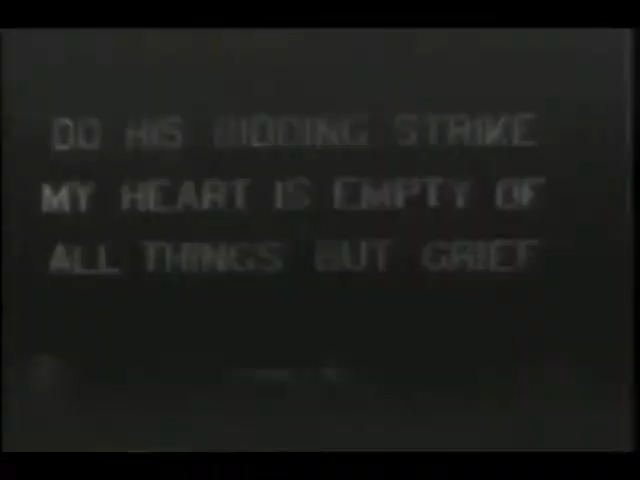 DO HIS BIDDING STRIKE
MY HEART IS EMPTY OF
ALL THINGS BUT GRIEF